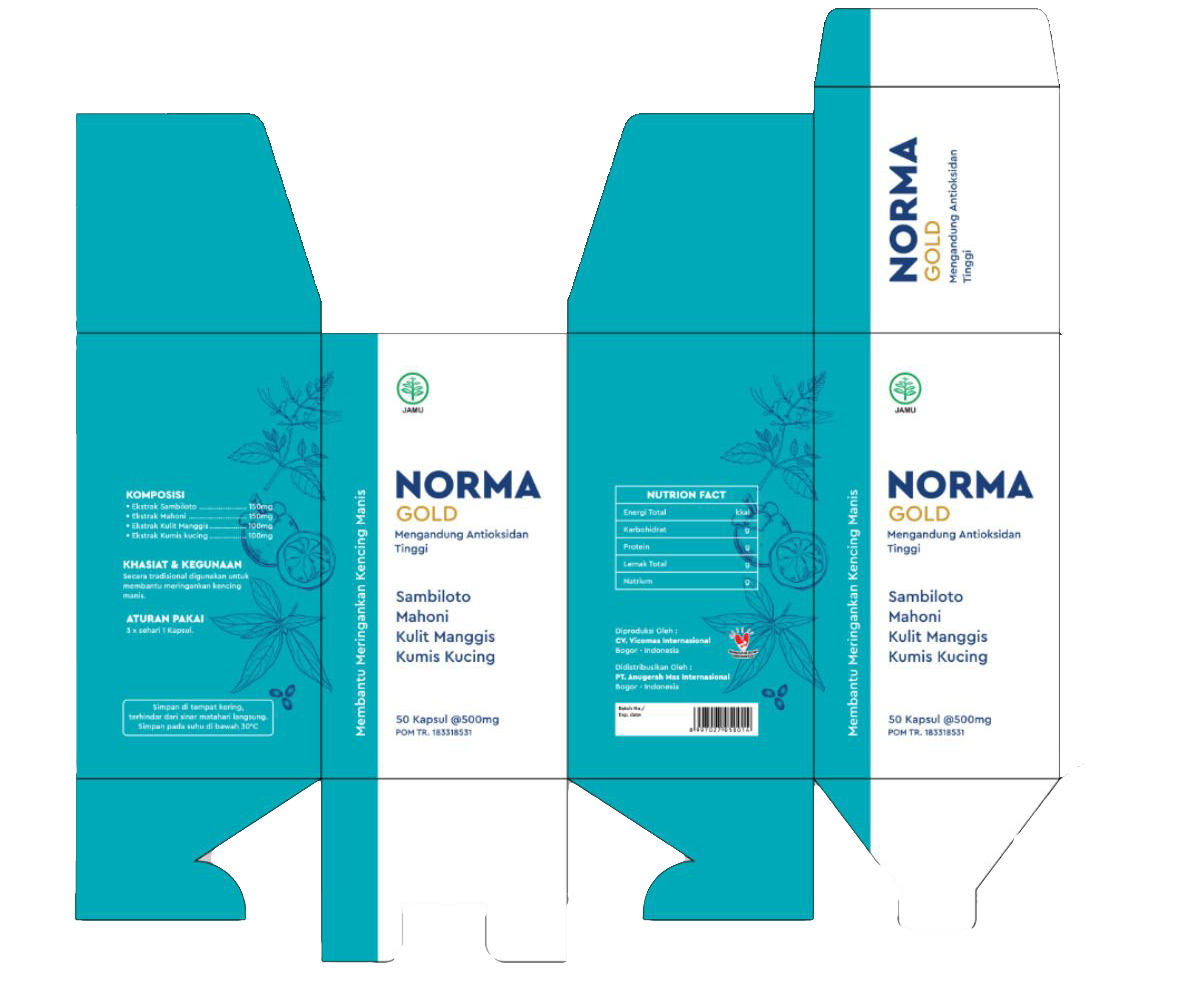 NORMA
GOLD
Mengandung Antioksidan
Tinggi
KOMPOSISI
• Ekstrak Sambiloto ..................... 150mg
• Ekstrak Mahoni ......................... 150mg
• Ekstrak Kulit Manggis ................ 100mg
• Ekstrak Kumis kucing ................ 100mg
KHASIAT & KEGUNAAN
Secara tradisional digunakan untuk
membantu meringankan kencing
manis.
ATURAN PAKAI
3 x sehari 1 Kapsul.
Simpan di tempat kering,
terhindar dari sinar matahari langsung.
Simpan pada suhu di bawah 30°C
Membantu Meringankan Kencing Manis
JAMU
NORMA
GOLD
Mengandung Antioksidan
Tinggi
Sambiloto
Mahoni
Kulit Manggis
Kumis Kucing
50 Kapsul @500mg
POM TR. 183318531
NUTRION FACT
Energi Total kkal
Karbohidrat g
Protein g
Lemak Total g
Natrium g
Diproduksi Oleh :
CV. Vicomas Internasional
Bogor - Indonesia
Didistribusikan Oleh :
PT. Anugerah Mas Internasional
Bogor - Indonesia
Batch No./
Exp. date
Membantu Meringankan Kencing Manis
JAMU
NORMA
GOLD
Mengandung Antioksidan
Tinggi
Sambiloto
Mahoni
Kulit Manggis
Kumis Kucing
50 Kapsul @500mg
POM TR. 183318531